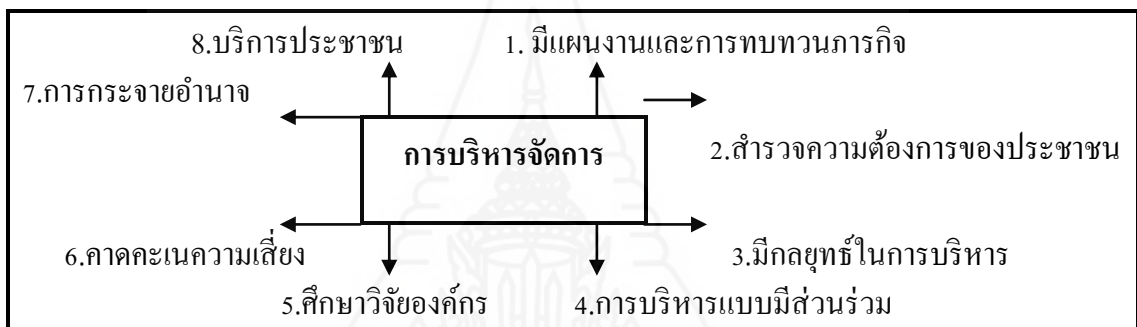 8.บริการประชาชน 1. มีแผนงานและการทบทวนภารกิจ
7.การกระจายอำนาจ
การบริหารจัดการ
2.สำรวจความต้องการของประชาชน
6.คาดคะเนความเสี่ยง 3.มีกลยุทธ์ในการบริหาร
5.ศึกษาวิจัยองค์กร 4.การบริหารแบบมีส่วนร่วม